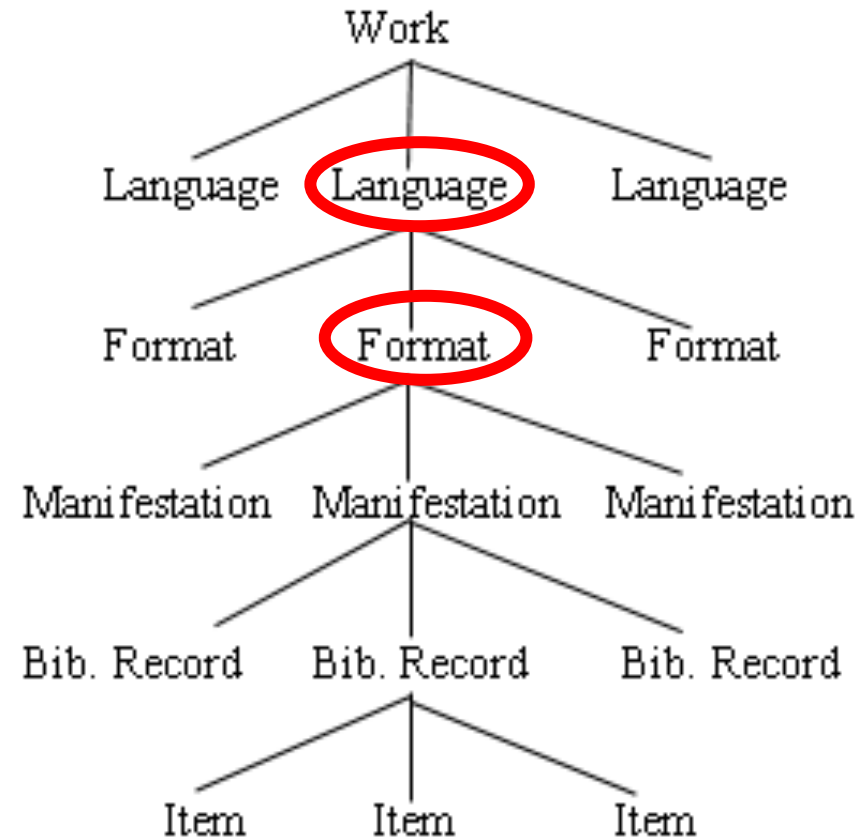 Work
Language Language Language
Format Format Format
Manifestation Manifestation Manifestation
Bib. Record Bib. Record Bib. Record
Item Item Item